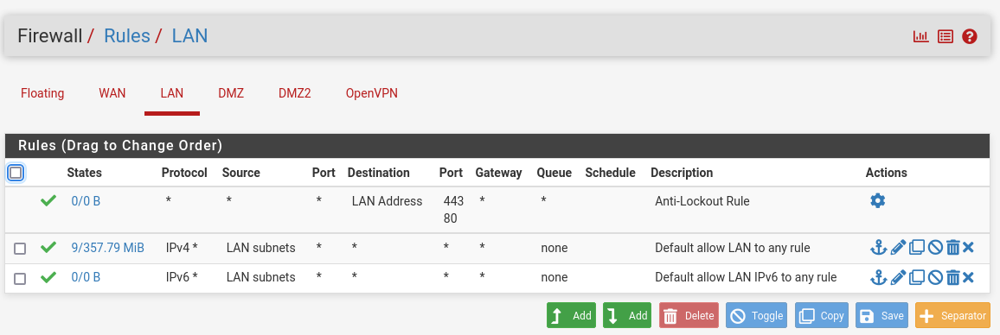 Firewall / Rules / LAN
Floating WAN LAN DMZ DMZ2 OpenVPN
Rules (Drag to Change Order)
States Protocol Source Port Destination Port Gateway Queue Schedule Description Actions
0/0 B * * * LAN Address 443 * * Anti-Lockout Rule
80
9/357.79 MiB IPv4 * LAN subnets * * * * none Default allow LAN to any rule
0/0 B IPv6 * LAN subnets * * * * none Default allow LAN IPv6 to any rule
Add Add Delete Toggle Copy Save Separator